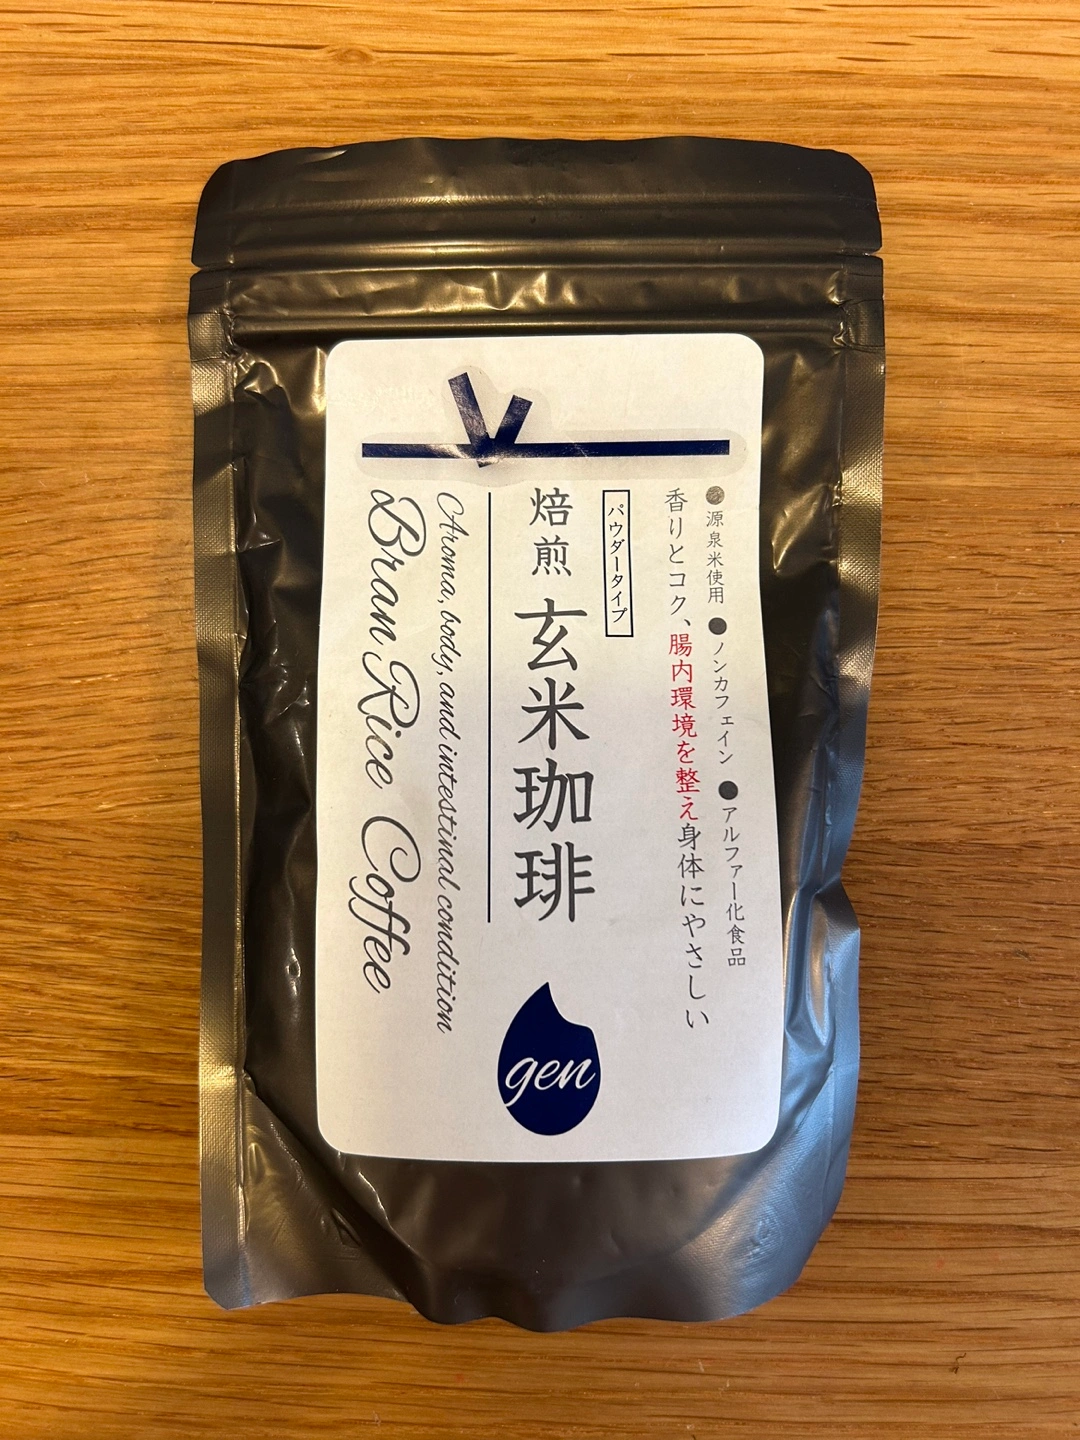 ●源泉米使用 ●ノンカフェイン ●アルファー化食品
香りとコク、腸内環境を整え身体にやさしい
パウダータイプ
焙煎 玄米珈琲
Aroma, body, and intestinal condition
Bran Rice Coffee
gen